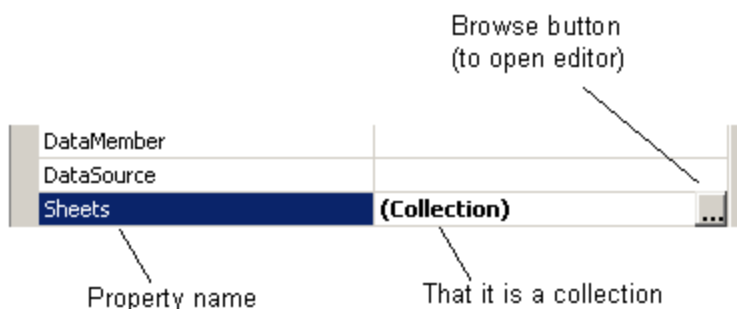 Browse button
(to open editor)
DataMember
DataSource
Sheets (Collection) ...
Property name
That it is a collection